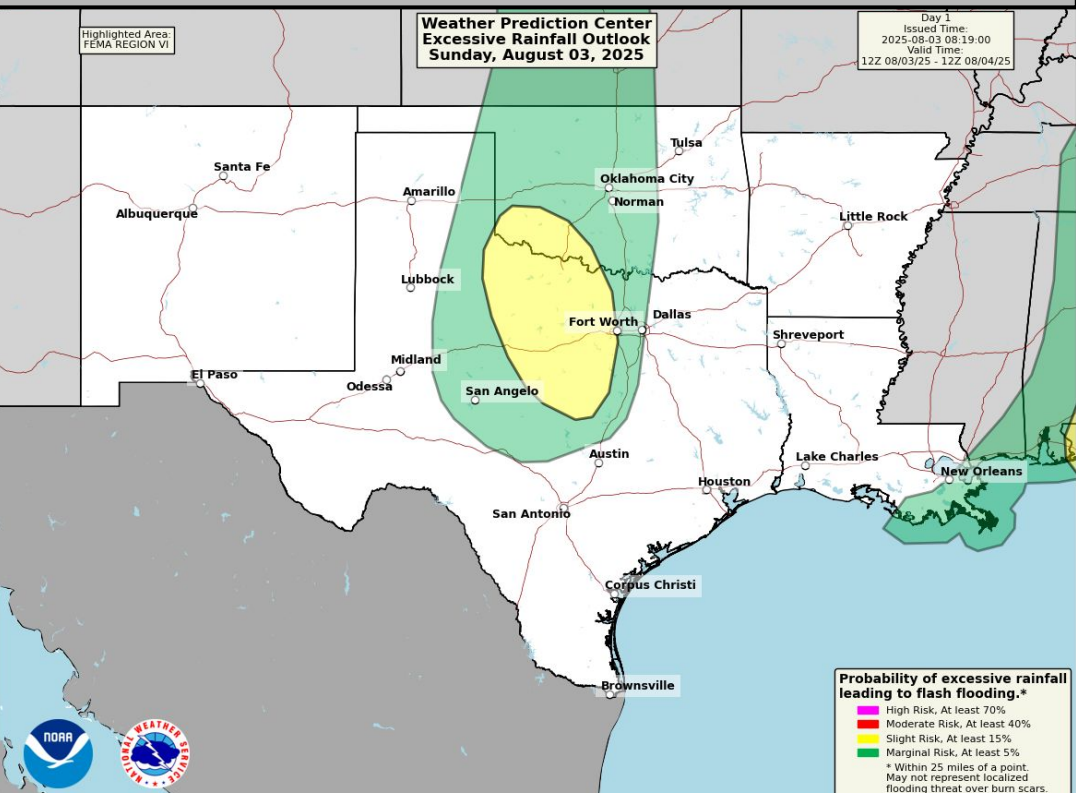 Weather Prediction Center
Excessive Rainfall Outlook
Sunday, August 03, 2025
Highlighted Area:
FEMA REGION VI
Day 1
Issued Time:
2025-08-03 08:19:00
Valid Time:
12Z 08/03/25 - 12Z 08/04/25
Tulsa
Santa Fe
Oklahoma City
Amarillo
Norman
Albuquerque
Little Rock
Lubbock
Fort Worth
Dallas
Shreveport
Midland
El Paso
Odessa
San Angelo
Austin
Lake Charles
New Orleans
Houston
San Antonio
Corpus Christi
Brownsville
Probability of excessive rainfall
leading to flash flooding.*
High Risk, At least 70%
Moderate Risk, At least 40%
Slight Risk, At least 15%
Marginal Risk, At least 5%
* Within 25 miles of a point.
May not represent localized
flooding threat over burn scars.
NOAA
NATIONAL WEATHER SERVICE